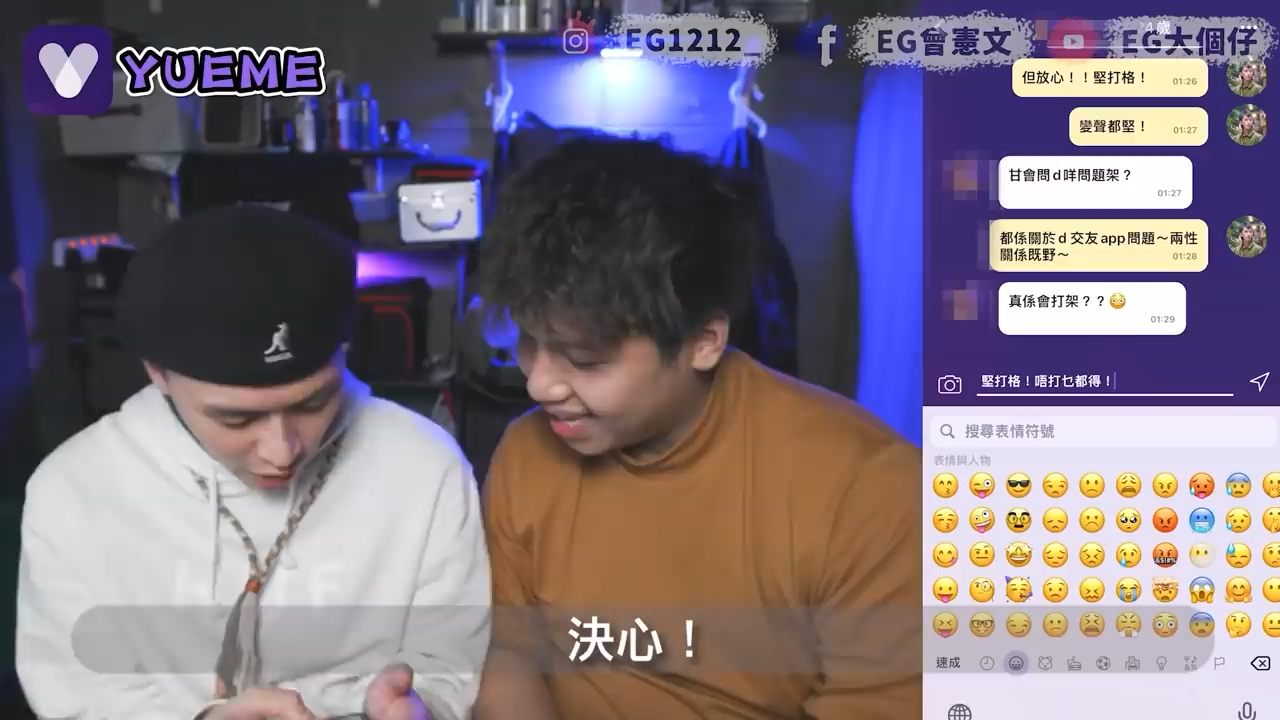 YUEME
EG1212_
EG曾憲文
EG大個仔
4歲
但放心！！堅打格！
01:26
變聲都堅！
01:27
甘會問d咩問題架？
01:27
都係關於d交友app問題～兩性
關係既野～
01:28
真係會打架？？😳
01:29
堅打格！唔打乜都得！
搜尋表情符號
表情與人物
決心！
速成